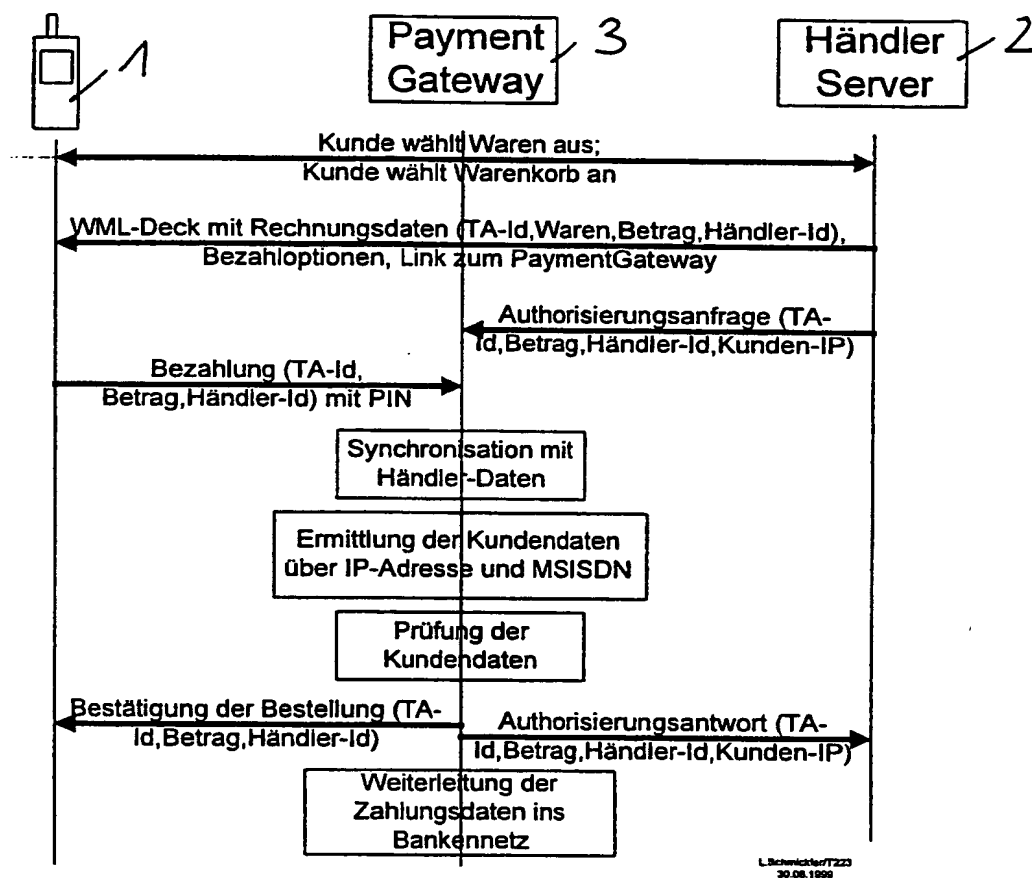 1
Payment
Gateway
3
Händler
Server
2
Kunde wählt Waren aus;
Kunde wählt Warenkorb an
WML-Deck mit Rechnungsdaten (TA-Id,Waren,Betrag,Händler-Id),
Bezahloptionen, Link zum PaymentGateway
Authorisierungsanfrage (TA-
Id,Betrag,Händler-Id,Kunden-IP)
Bezahlung (TA-Id,
Betrag,Händler-Id) mit PIN
Synchronisation mit
Händler-Daten
Ermittlung der Kundendaten
über IP-Adresse und MSISDN
Prüfung der
Kundendaten
Bestätigung der Bestellung (TA-
Id,Betrag,Händler-Id)
Authorisierungsantwort (TA-
Id,Betrag,Händler-Id,Kunden-IP)
Weiterleitung der
Zahlungsdaten ins
Bankennetz
L.Schmickler/T223
30.08.1999